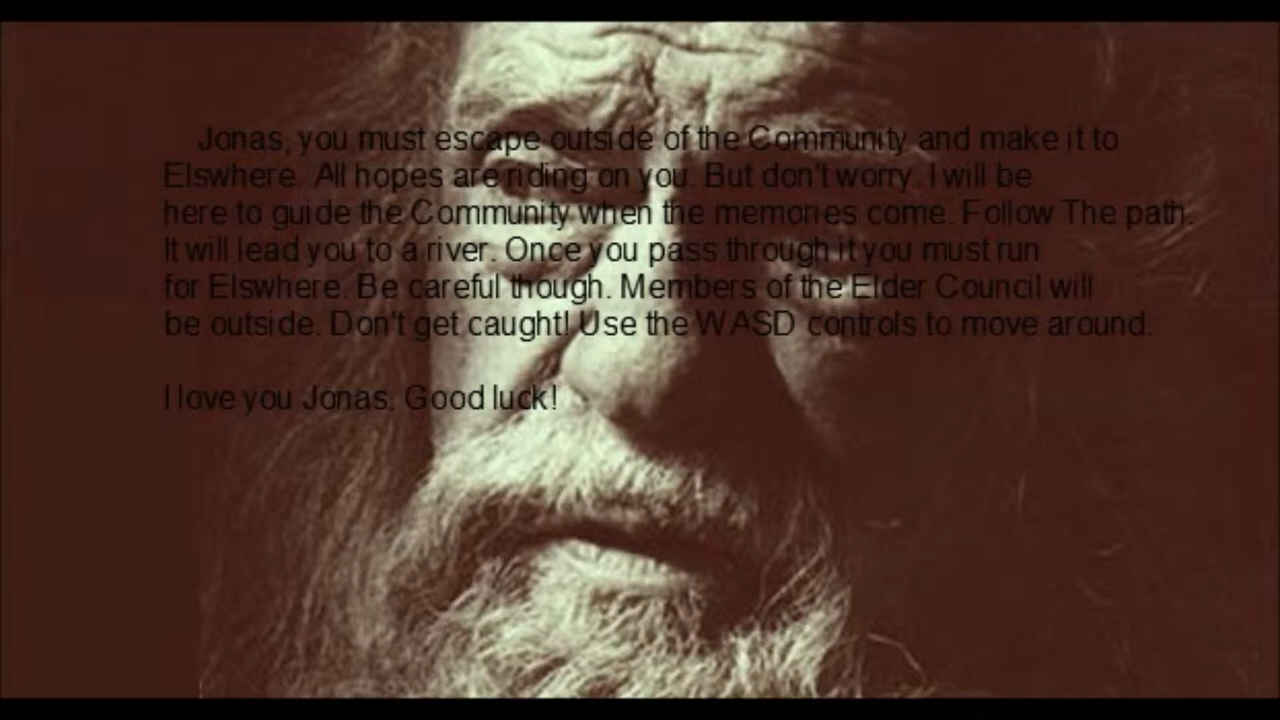 Jonas, you must escape outside of the Community and make it to
Elswhere. All hopes are riding on you. But don't worry. I will be
here to guide the Community when the memories come. Follow The path.
It will lead you to a river. Once you pass through it you must run
for Elswhere. Be careful though. Members of the Elder Council will
be outside. Don't get caught! Use the WASD controls to move around.
I love you Jonas. Good luck!